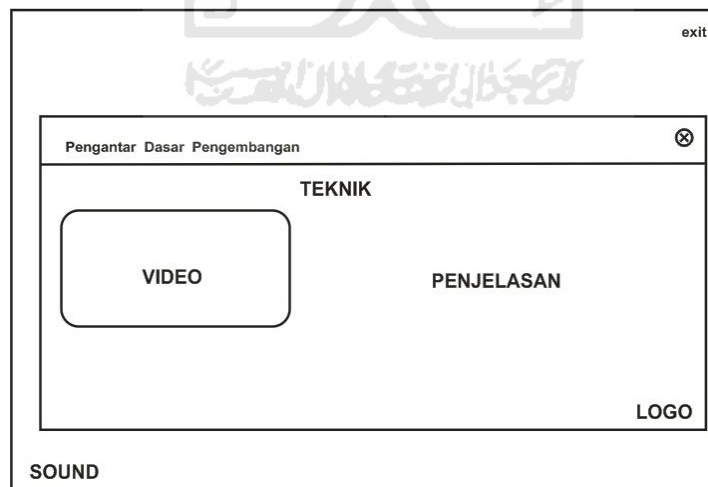 exit
Pengantar Dasar Pengembangan
TEKNIK
VIDEO
PENJELASAN
LOGO
SOUND